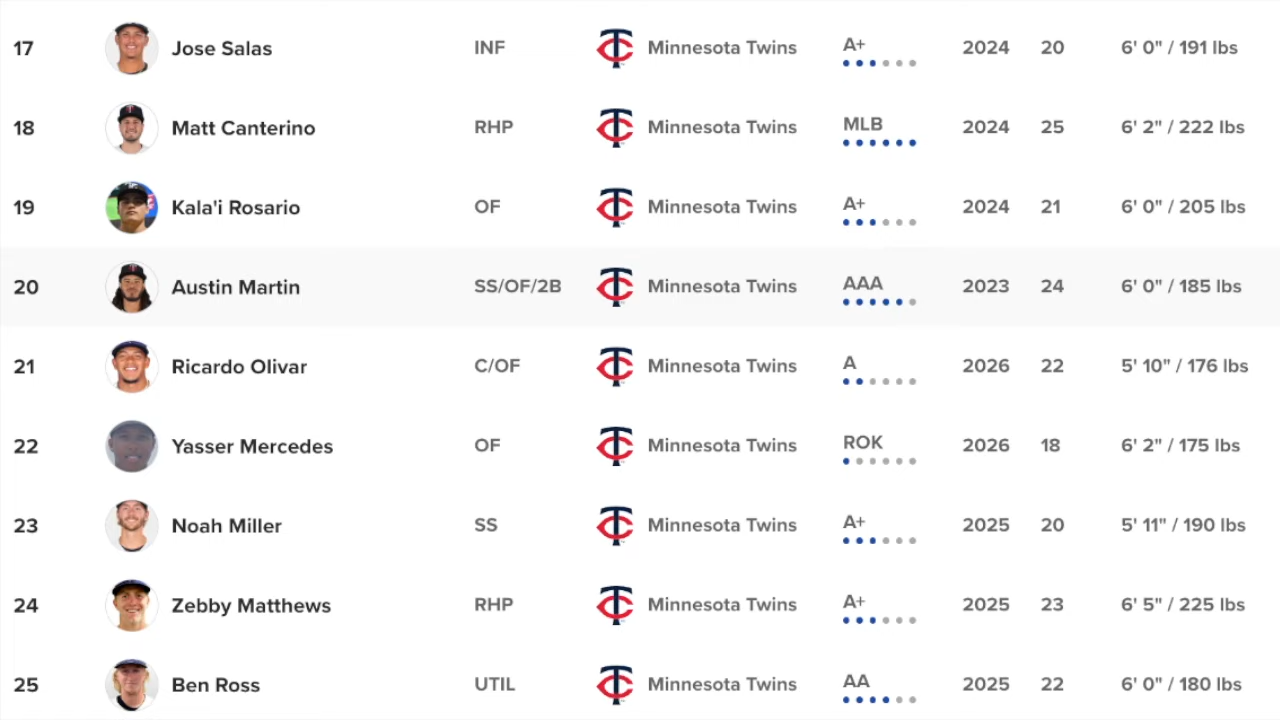 17 Jose Salas INF Minnesota Twins A+ 2024 20 6' 0" / 191 lbs
18 Matt Canterino RHP Minnesota Twins MLB 2024 25 6' 2" / 222 lbs
19 Kala'i Rosario OF Minnesota Twins A+ 2024 21 6' 0" / 205 lbs
20 Austin Martin SS/OF/2B Minnesota Twins AAA 2023 24 6' 0" / 185 lbs
21 Ricardo Olivar C/OF Minnesota Twins A 2026 22 5' 10" / 176 lbs
22 Yasser Mercedes OF Minnesota Twins ROK 2026 18 6' 2" / 175 lbs
23 Noah Miller SS Minnesota Twins A+ 2025 20 5' 11" / 190 lbs
24 Zebby Matthews RHP Minnesota Twins A+ 2025 23 6' 5" / 225 lbs
25 Ben Ross UTIL Minnesota Twins AA 2025 22 6' 0" / 180 lbs